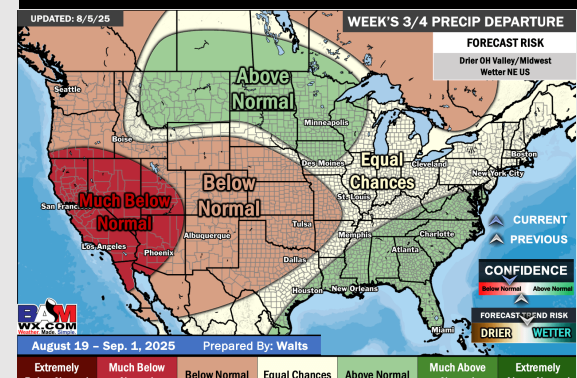 UPDATED: 8/5/25
WEEK'S 3/4 PRECIP DEPARTURE
FORECAST RISK
Drier OH Valley/Midwest
Wetter NE US
Seattle
Above
Normal
Minneapolis
Boise
Des Moines
Equal
Chances
Cleveland
Boston
New York City
Below
Normal
Much Below
Normal
San Franc
St. Louis
Los Angeles
Phoenix
Albuquerque
Tulsa
Memphis
Charlotte
Atlanta
Dallas
Houston
New Orleans
Miami
CURRENT
PREVIOUS
CONFIDENCE
Below Normal
Above Normal
FORECAST TREND RISK
DRIER
WETTER
BAM
WX.COM
Weather. Made. Simple.
August 19 – Sep. 1, 2025
Prepared By: Walts
Extremely
Much Below
Below Normal
Equal Chances
Above Normal
Much Above
Extremely